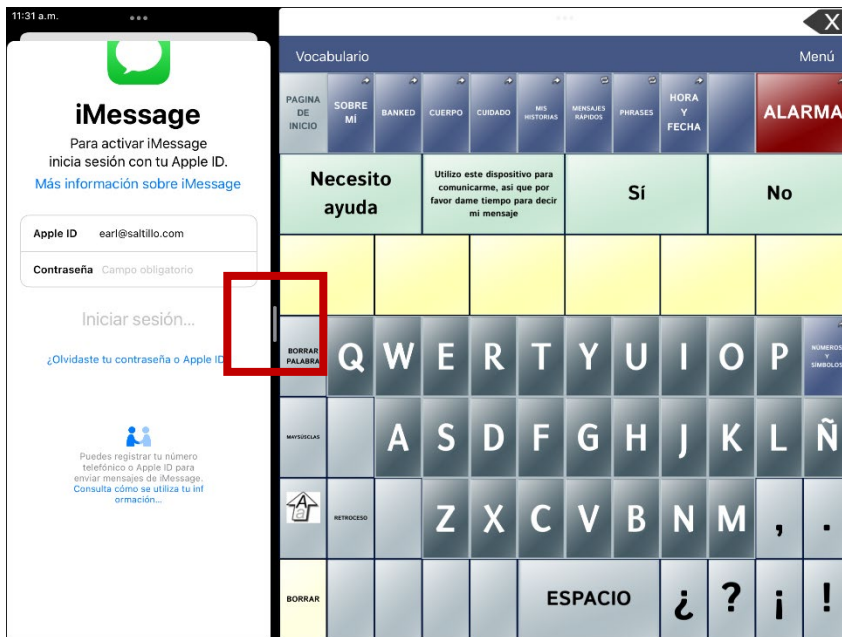 11:31 a.m.
iMessage
Para activar iMessage
inicia sesión con tu Apple ID.
Más información sobre iMessage
Apple ID earl@saltillo.com
Contraseña Campo obligatorio
Iniciar sesión...
¿Olvidaste tu contraseña o Apple ID
Puedes registrar tu número
telefónico o Apple ID para
enviar mensajes de iMessage.
Consulta cómo se utiliza tu inf
ormación...
X
Vocabulario Menú
PAGINA
DE
INICIO
SOBRE
MÍ
BANKED
CUERPO
CUIDADO
MIS
HISTORIAS
MENSAJES
RÁPIDOS
PHRASES
HORA
Y
FECHA
ALARMA
Necesito
ayuda
Utilizo este dispositivo para
comunicarme, asi que por
favor dame tiempo para decir
mi mensaje
Sí
No
BORRAR
PALABRA
Q W E R T Y U I O P
NÚMEROS
Y
SÍMBOLOS
MAYSÚSCLAS
A S D F G H J K L Ñ
A
a
RETROCESO
Z X C V B N M , .
BORRAR
ESPACIO
¿ ? ¡ !